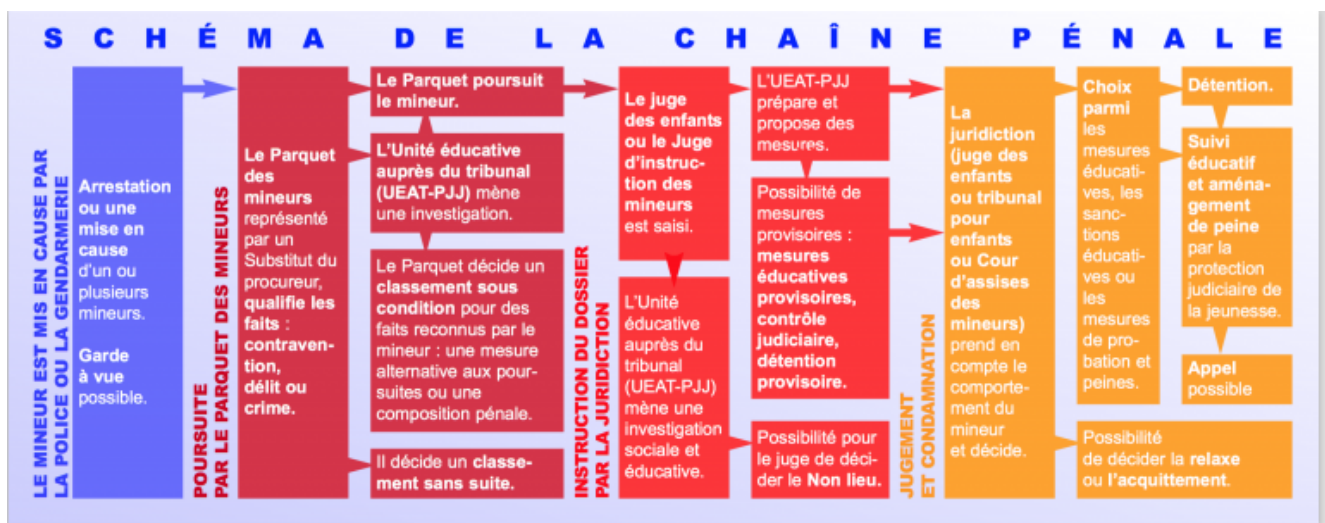 SCHÉMA DE LA CHAÎNE PÉNALE
LE MINEUR EST MIS EN CAUSE PAR
LA POLICE OU LA GENDARMERIE
Arrestation
ou une
mise en
cause
d'un ou
plusieurs
mineurs.
Garde
à vue
possible.
POURSUITE
PAR LE PARQUET DES MINEURS
Le Parquet
des
mineurs
représenté
par un
Substitut du
procureur,
qualifie les
faits :
contraven-
tion,
délit ou
crime.
Le Parquet poursuit
le mineur.
L'Unité éducative
auprès du tribunal
(UEAT-PJJ) mène
une investigation.
Le Parquet décide un
classement sous
condition pour des
faits reconnus par le
mineur : une mesure
alternative aux pour-
suites ou une
composition pénale.
Il décide un classe-
ment sans suite.
INSTRUCTION DU DOSSIER
PAR LA JURIDICTION
Le juge
des enfants
ou le Juge
d'instruc-
tion des
mineurs
est saisi.
L'Unité
éducative
auprès du
tribunal
(UEAT-PJJ)
mène une
investigation
sociale et
éducative.
L'UEAT-PJJ
prépare et
propose des
mesures.
Possibilité de
mesures
provisoires :
mesures
éducatives
provisoires,
contrôle
judiciaire,
détention
provisoire.
Possibilité pour
le juge de déci-
der le Non lieu.
JUGEMENT
ET CONDAMNATION
La
juridiction
(juge des
enfants
ou tribunal
pour
enfants
ou Cour
d'assises
des
mineurs)
prend en
compte le
comporte-
ment du
mineur
et décide.
Choix
parmi
les
mesures
éducati-
ves, les
sanc-
tions
éducati-
ves ou
les
mesures
de pro-
bation et
peines.
Détention.
Suivi
éducatif
et aména-
gement
de peine
par la
protection
judiciaire de
la jeunesse.
Appel
possible
Possibilité
de décider la relaxe
ou l'acquittement.